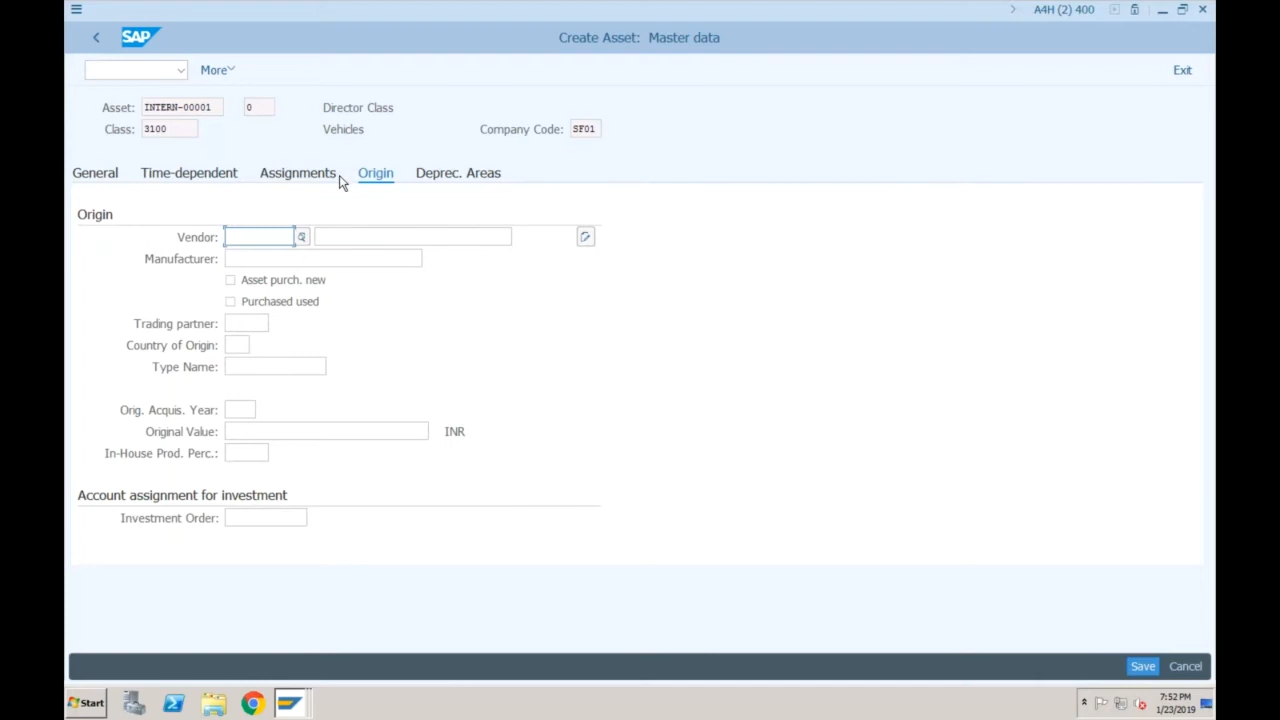 A4H (2) 400
SAP
Create Asset: Master data
More
Exit
Asset: INTERN-00001 0 Director Class
Class: 3100 Vehicles Company Code: SF01
General Time-dependent Assignments Origin Deprec. Areas
Origin
Vendor:
Manufacturer:
Asset purch. new
Purchased used
Trading partner:
Country of Origin:
Type Name:
Orig. Acquis. Year:
Original Value: INR
In-House Prod. Perc.:
Account assignment for investment
Investment Order:
Save Cancel
Start
7:52 PM
1/23/2019